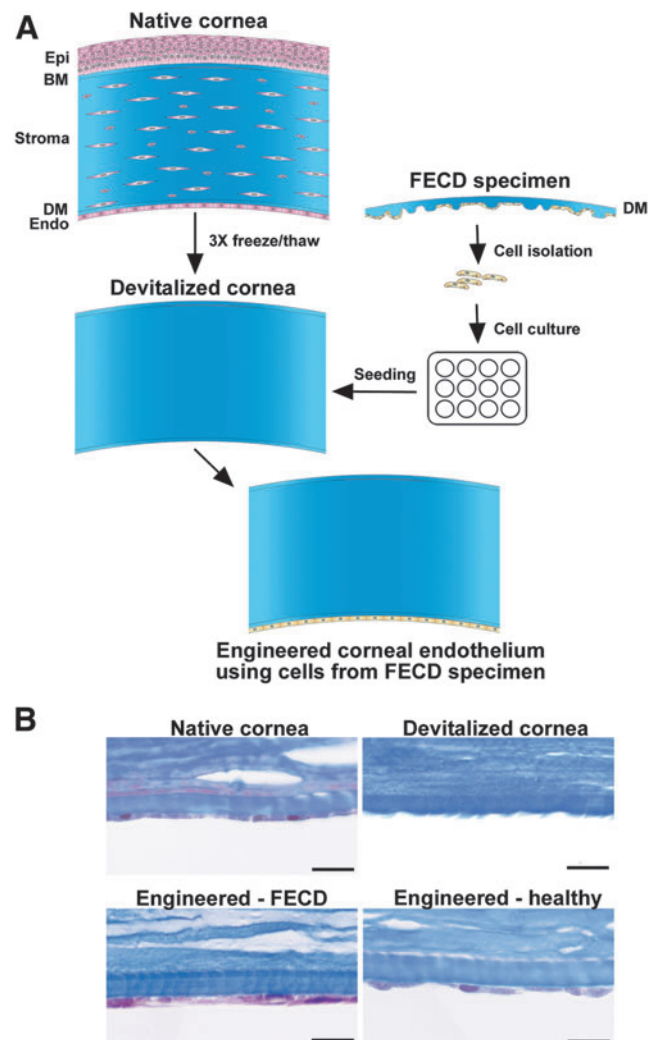 A
Native cornea
Epi
BM
Stroma
DM
Endo
3X freeze/thaw
FECD specimen
DM
Cell isolation
Cell culture
Devitalized cornea
Seeding
Engineered corneal endothelium
using cells from FECD specimen
B
Native cornea
Devitalized cornea
Engineered - FECD
Engineered - healthy